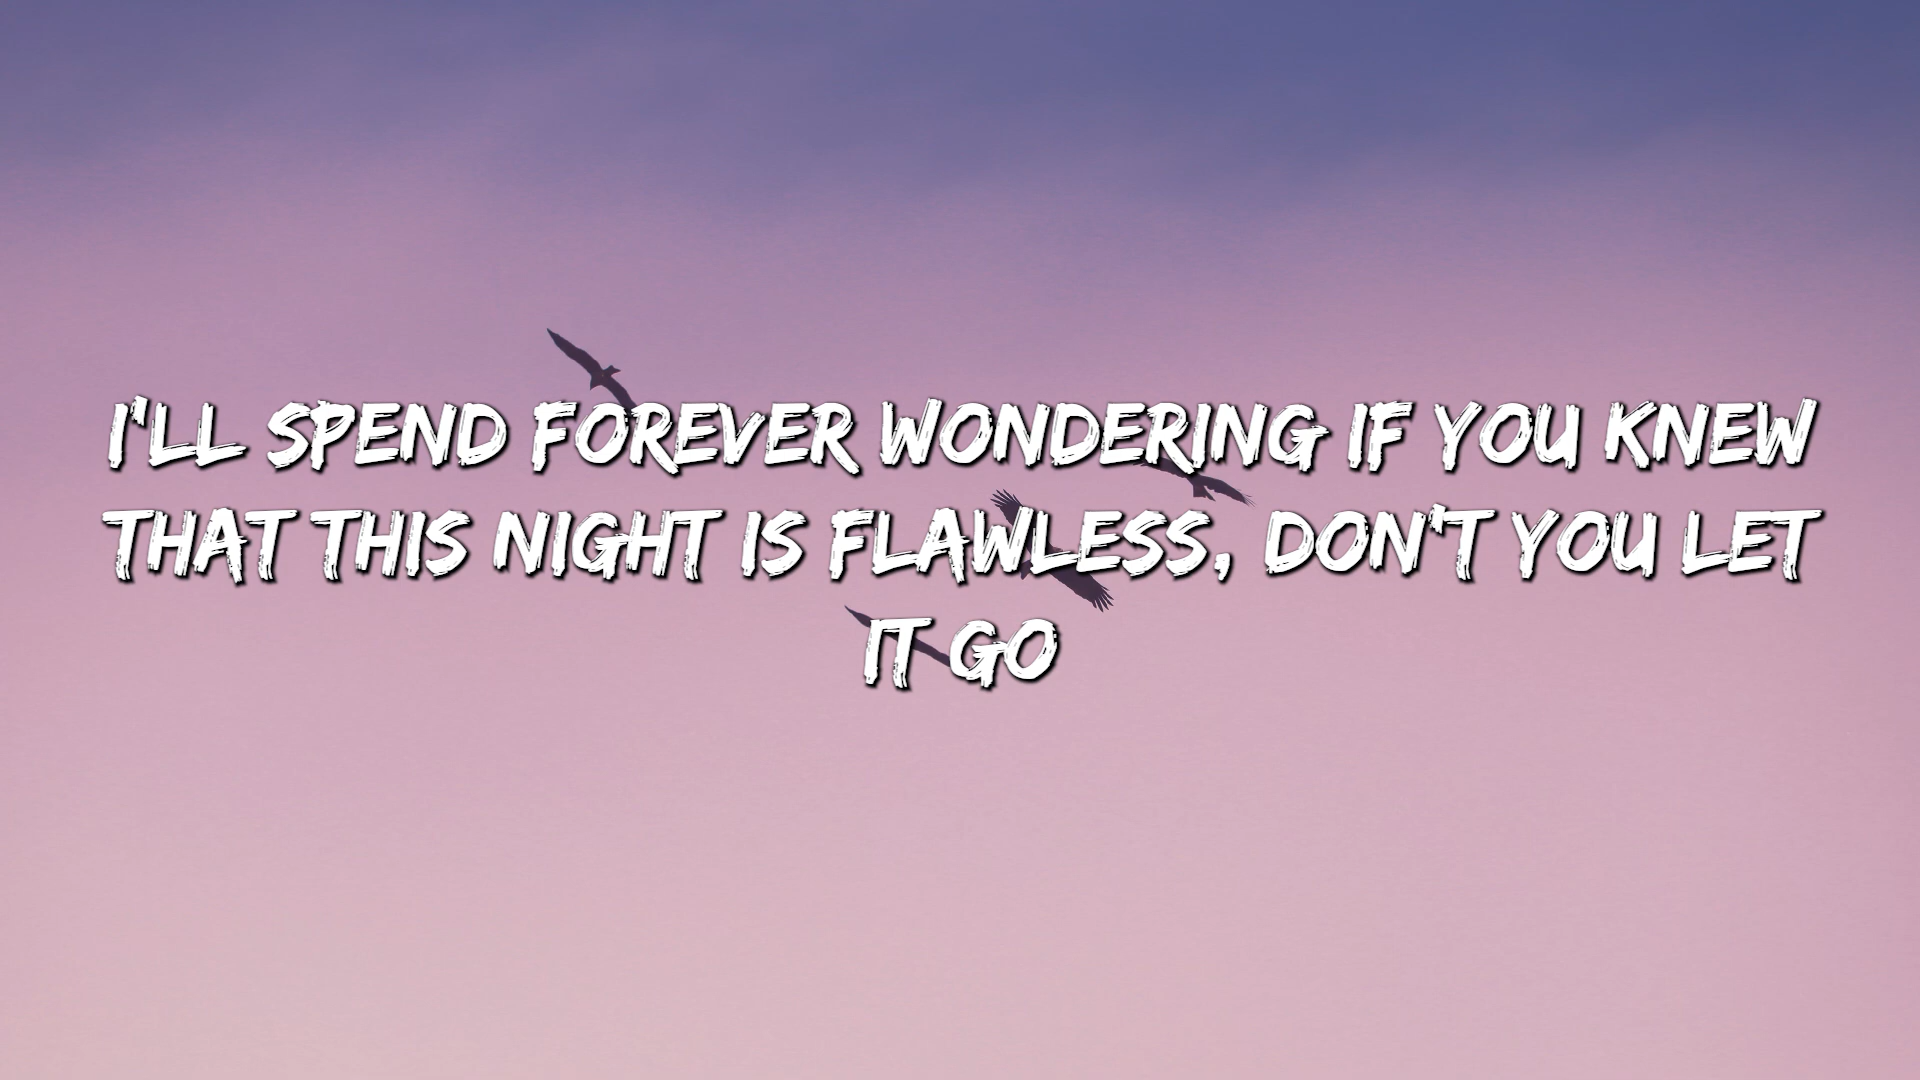 I'LL SPEND FOREVER WONDERING IF YOU KNEW
THAT THIS NIGHT IS FLAWLESS, DON'T YOU LET
IT GO